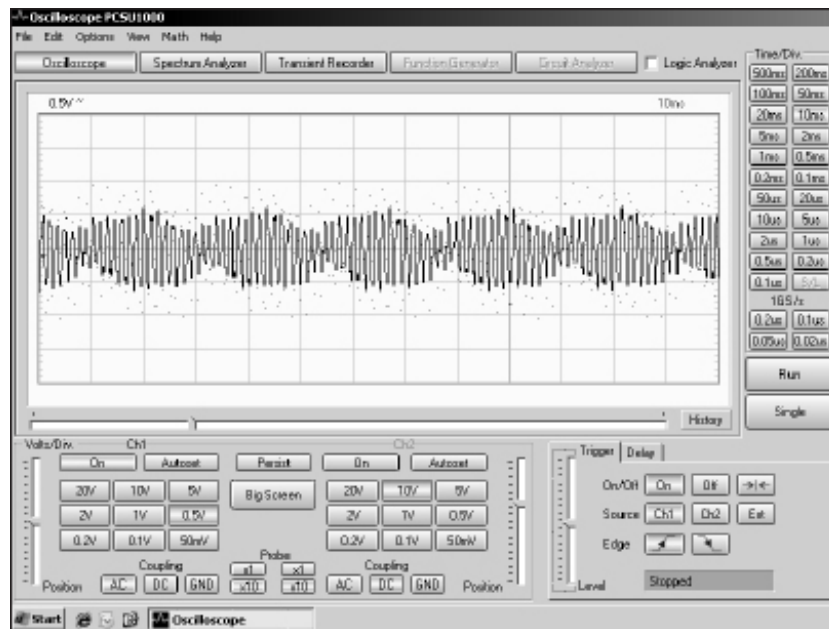 Oscilloscope PCSU1000
File Edit Options View Math Help
Oscilloscope Spectrum Analyzer Transient Recorder Function Generator Circuit Analyzer Logic Analyzer
0.5V~ 10ms
Time/Div.
500ms 200ms
100ms 50ms
20ms 10ms
5ms 2ms
1ms 0.5ms
0.2ms 0.1ms
50us 20us
10us 5us
2us 1us
0.5us 0.2us
0.1us
1GS/s
0.2us 0.1us
0.05us 0.02us
Run
Single
History
Volts/Div. Ch1 Ch2
On Autoset Persist On Autoset
20V 10V 5V Big Screen 20V 10V 5V
2V 1V 0.5V 2V 1V 0.5V
0.2V 0.1V 50mV 0.2V 0.1V 50mV
Coupling Probe Coupling
x1 x1
Position AC DC GND x10 x10 AC DC GND Position
Trigger Delay
On/Off On Off
Source Ch1 Ch2 Ext
Edge
Level Stopped
Start Oscilloscope